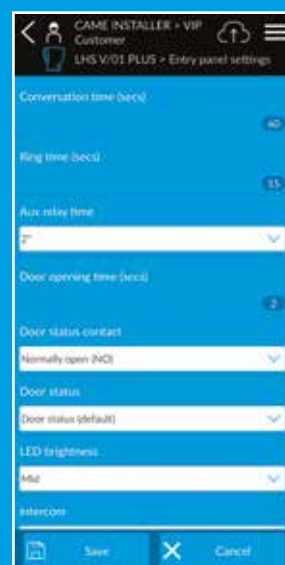 CAME INSTALLER > VIP
Customer
LHS V/01 PLUS > Entry panel settings
Conversation time (secs)
60
Ring time (secs)
15
Aux relay time
2"
Door opening time (secs)
2
Door status contact
Normally open (NO)
Door status
Door status (default)
LED brightness
Mid
Intercom
Save
Cancel